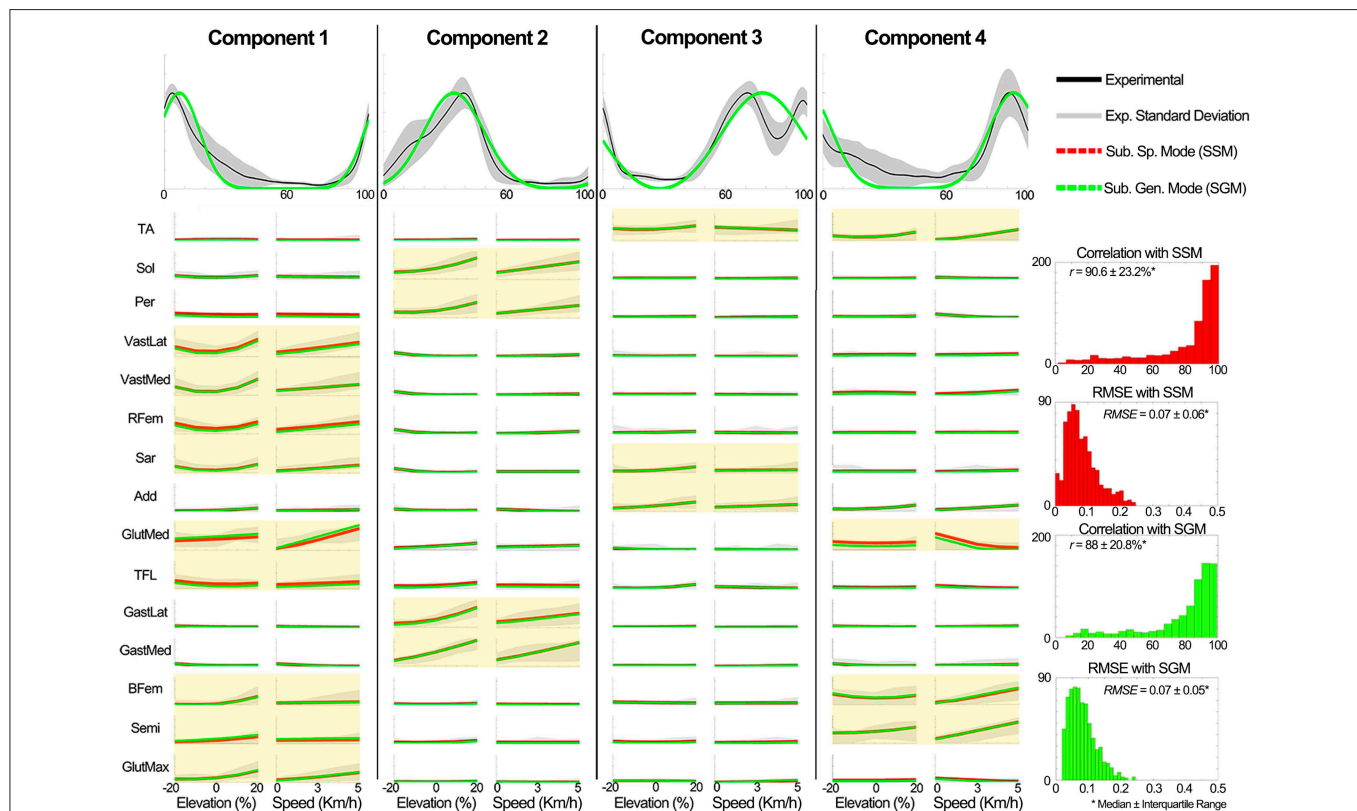 Component 1
Component 2
Component 3
Component 4
0 60 100
60 100
60 100
0 60 100
Experimental
Exp. Standard Deviation
Sub. Sp. Mode (SSM)
Sub. Gen. Mode (SGM)
TA
Sol
Per
VastLat
VastMed
RFem
Sar
Add
GlutMed
TFL
GastLat
GastMed
BFem
Semi
GlutMax
-20 0 20 0 3 5
-20 0 20 0 3 5
-20 0 20 0 3 5
-20 0 20 0 3 5
Elevation (%) Speed (Km/h)
Elevation (%) Speed (Km/h)
Elevation (%) Speed (Km/h)
Elevation (%) Speed (Km/h)
Correlation with SSM
200
r = 90.6 ± 23.2%*
0
0 20 40 60 80 100
RMSE with SSM
90
RMSE = 0.07 ± 0.06*
0
0 0.1 0.2 0.3 0.4 0.5
Correlation with SGM
200
r = 88 ± 20.8%*
0
0 20 40 60 80 100
RMSE with SGM
90
RMSE = 0.07 ± 0.05*
0
0 0.1 0.2 0.3 0.4 0.5
* Median ± Interquartile Range